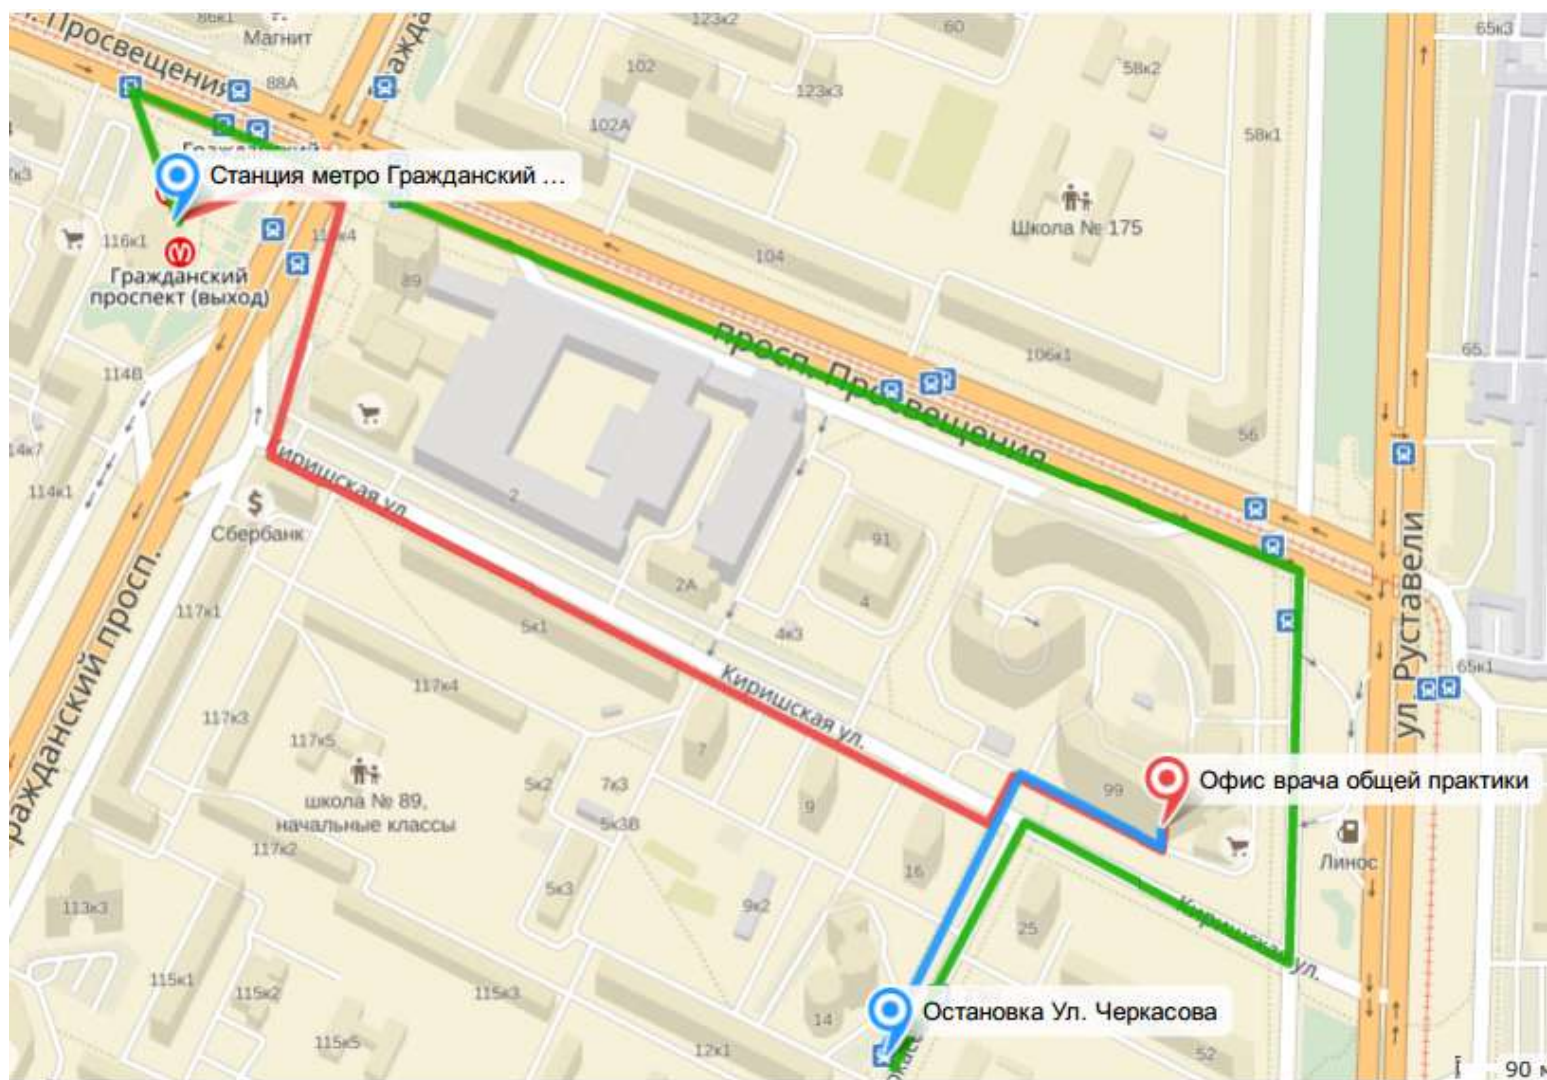 86к1
Магнит
Просвещения
88А
123к2
60
65к3
102
123к3
58к2
102А
58к1
Станция метро Гражданский ...
Школа № 175
116к1
Гражданский
проспект (выход)
89
104
114В
просп. Просвещения
106к1
65
56
Киришская ул.
114к1
2
Сбербанк
91
2А
4
117к1
5к1
4к3
ул. Руставели
65к1
117к4
Киришская ул.
Гражданский просп.
117к3
117к5
7
школа № 89,
начальные классы
5к2
7к3
5к3В
9
99
Офис врача общей практики
117к2
16
Линос
5к3
9к2
113к3
25
Киришская ул.
115к1
115к2
115к3
14
Остановка Ул. Черкасова
115к5
12к1
52
90 м